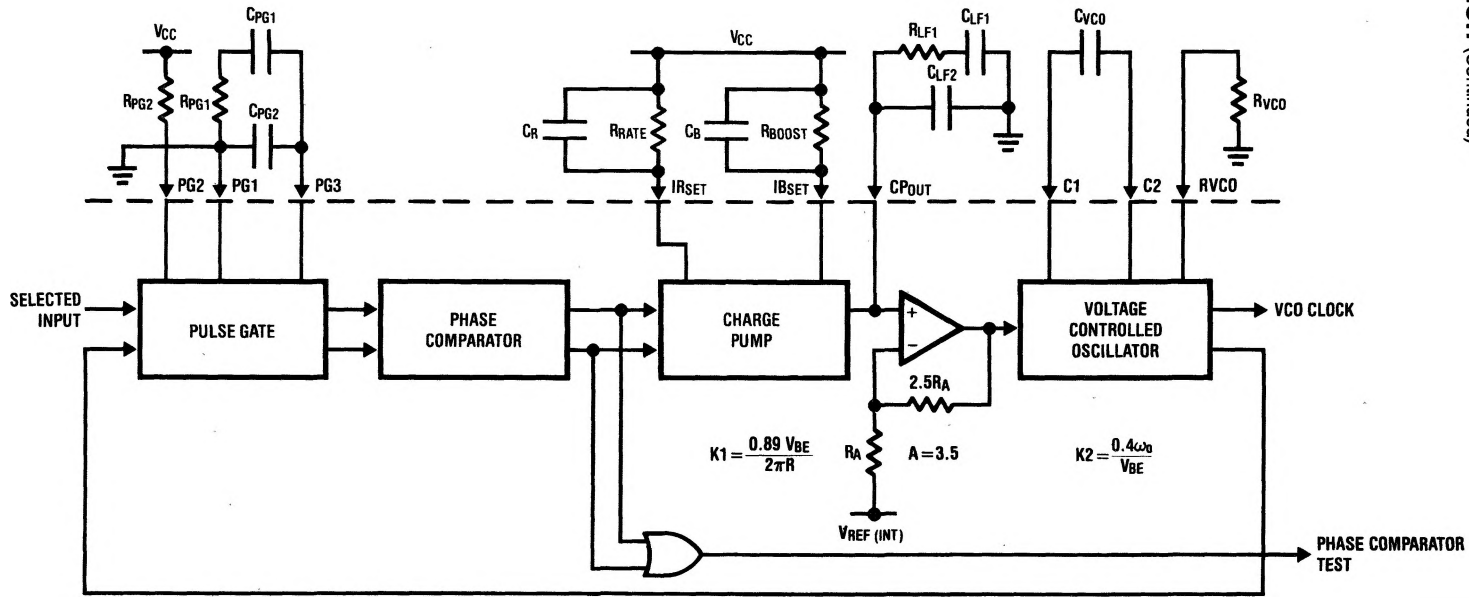 CPG1
VCC
RPG2
RPG1
CPG2
PG2
PG1
PG3
VCC
CR
RRATE
CB
RBOOST
IRSET
IBSET
RLF1
CLF1
CLF2
CPOUT
CVCO
C1
C2
RVCO
RVCO
SELECTED
INPUT
PULSE GATE
PHASE
COMPARATOR
CHARGE
PUMP
+
−
2.5RA
VOLTAGE
CONTROLLED
OSCILLATOR
VCO CLOCK
K1 = 0.89 VBE / 2πR
RA
A = 3.5
K2 = 0.4ω0 / VBE
VREF (INT)
PHASE COMPARATOR
TEST
(Continued)